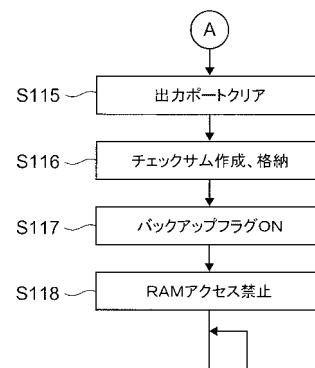 A
S115
出力ポートクリア
S116
チェックサム作成、格納
S117
バックアップフラグON
S118
RAMアクセス禁止